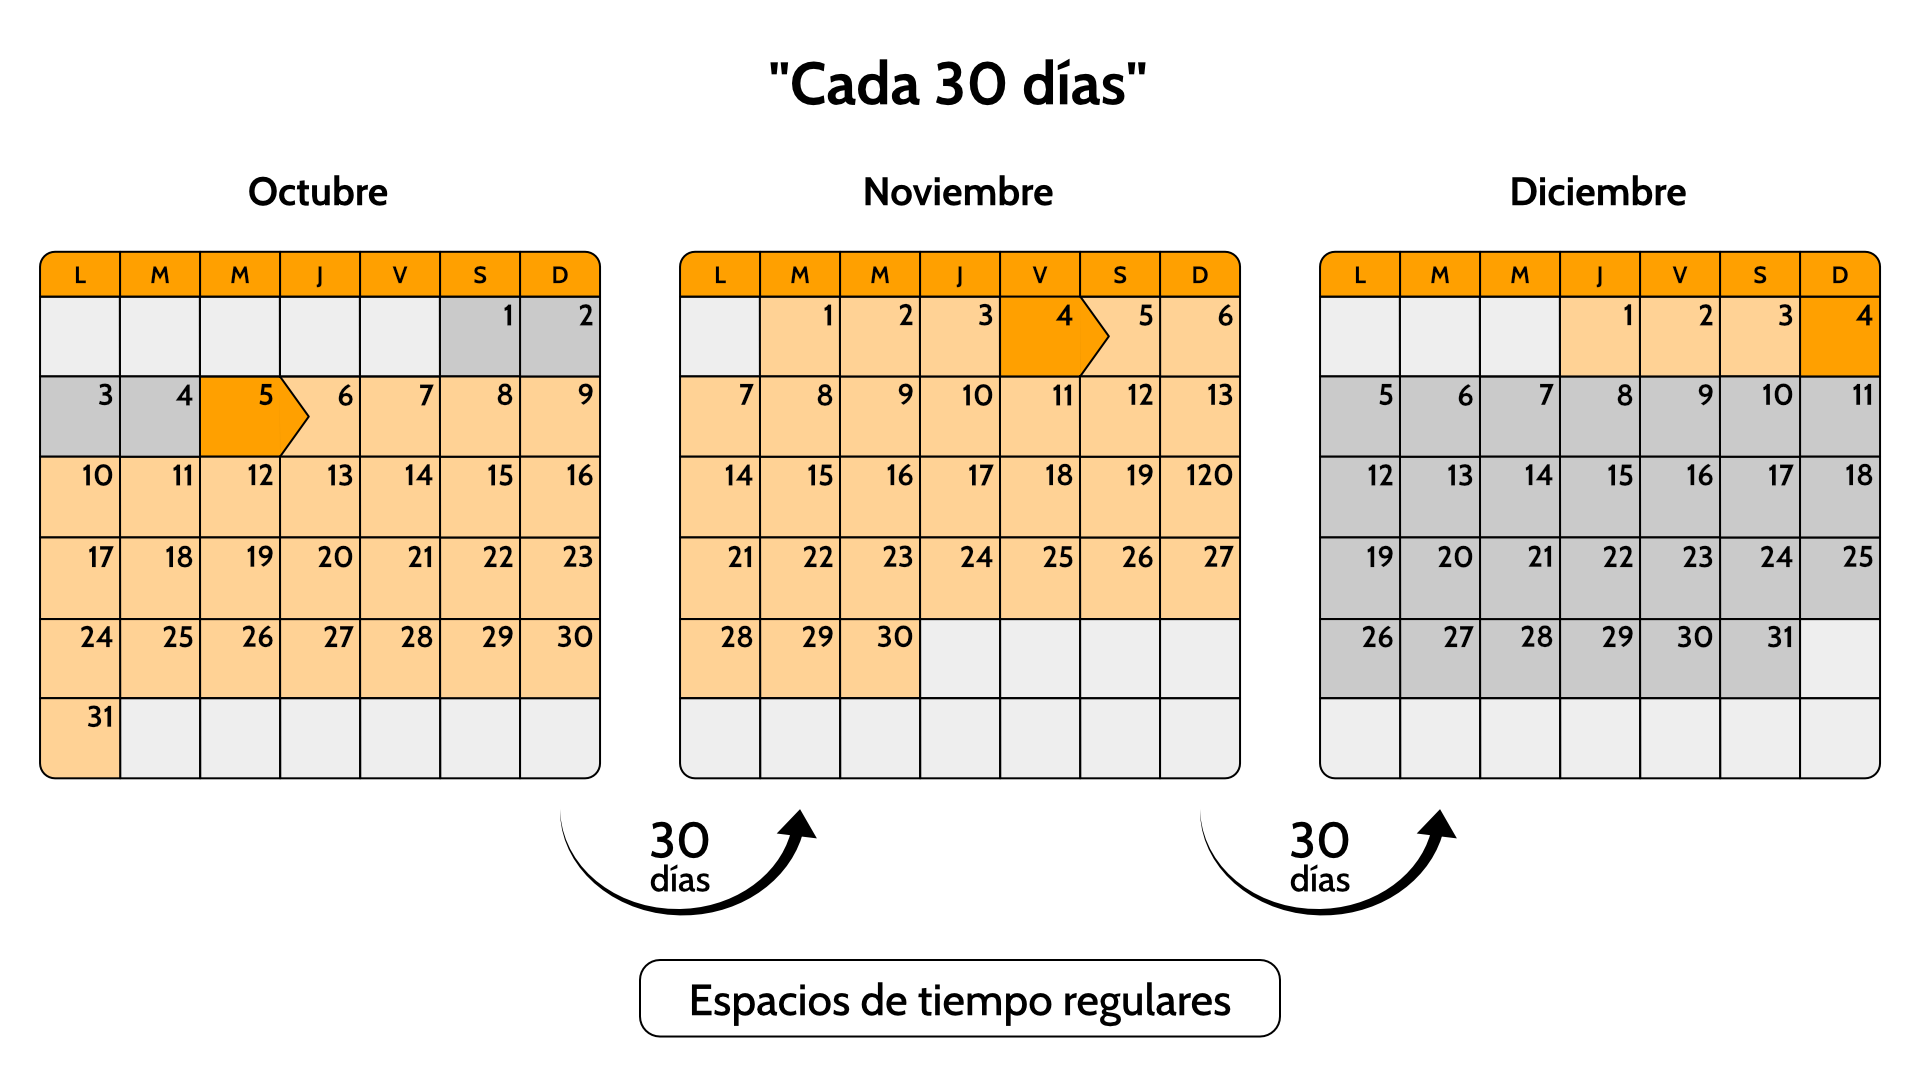 "Cada 30 días"
Octubre
L M M J V S D
1 2
3 4 5 6 7 8 9
10 11 12 13 14 15 16
17 18 19 20 21 22 23
24 25 26 27 28 29 30
31
Noviembre
L M M J V S D
1 2 3 4 5 6
7 8 9 10 11 12 13
14 15 16 17 18 19 120
21 22 23 24 25 26 27
28 29 30
Diciembre
L M M J V S D
1 2 3 4
5 6 7 8 9 10 11
12 13 14 15 16 17 18
19 20 21 22 23 24 25
26 27 28 29 30 31
30
días
30
días
Espacios de tiempo regulares